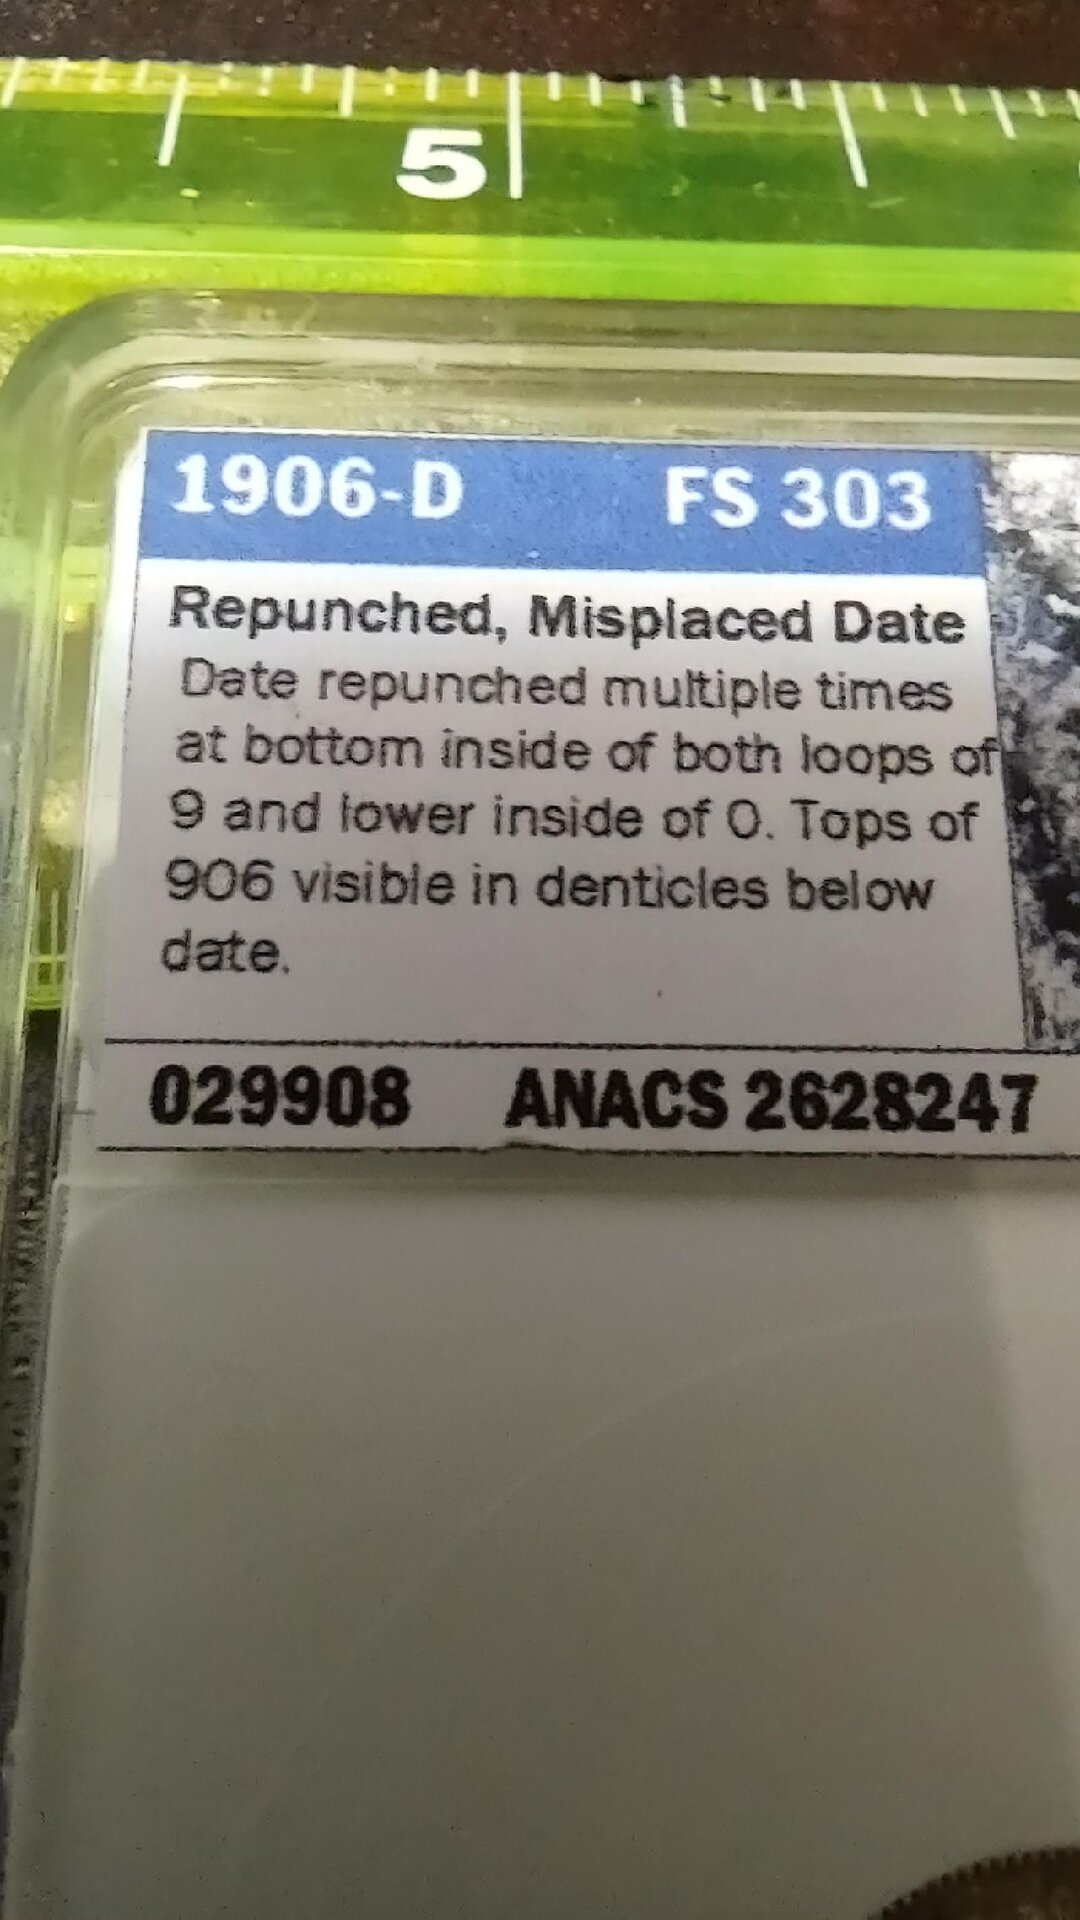 5
1906-D FS 303
Repunched, Misplaced Date
Date repunched multiple times
at bottom inside of both loops of
9 and lower inside of 0. Tops of
906 visible in denticles below
date.
029908 ANACS 2628247